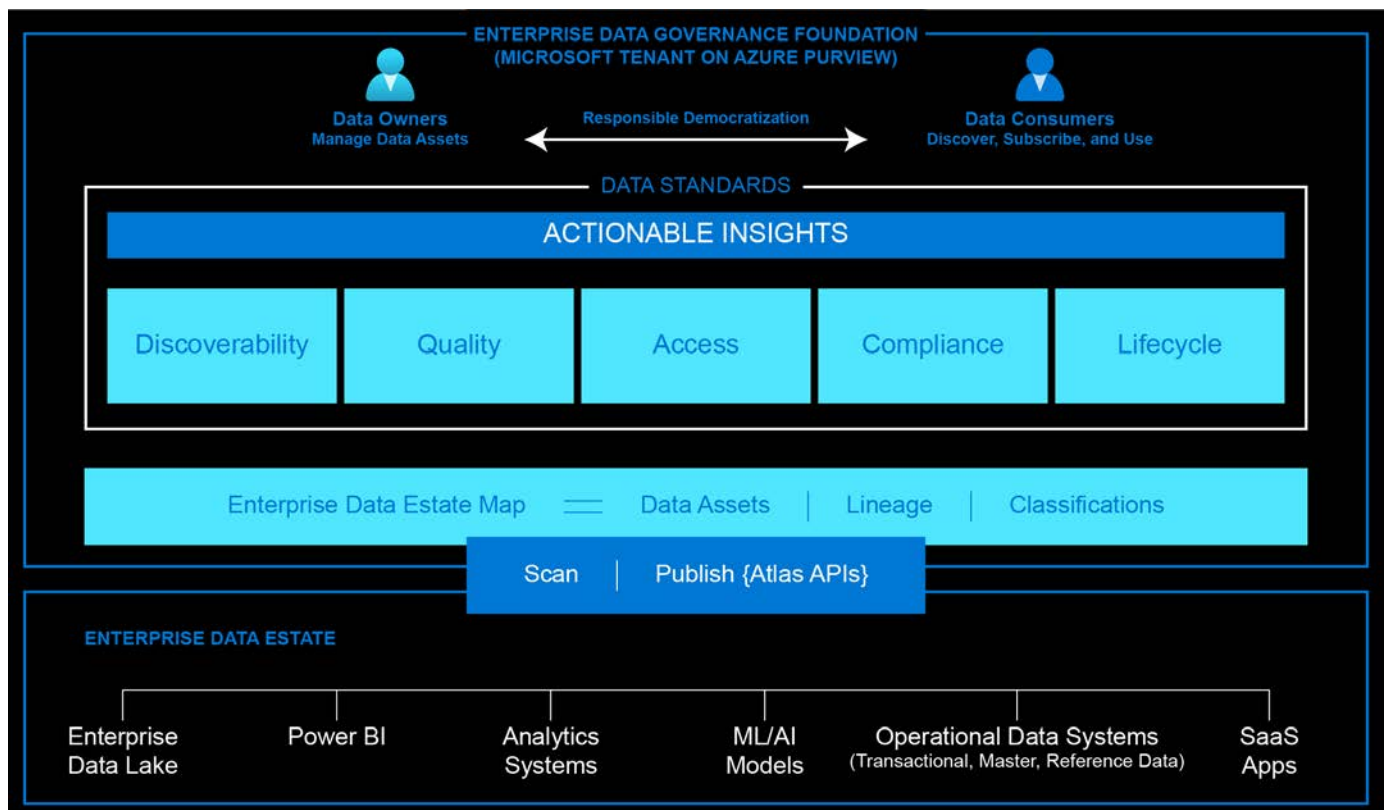 ENTERPRISE DATA GOVERNANCE FOUNDATION
(MICROSOFT TENANT ON AZURE PURVIEW)
Data Owners
Manage Data Assets
Responsible Democratization
Data Consumers
Discover, Subscribe, and Use
DATA STANDARDS
ACTIONABLE INSIGHTS
Discoverability
Quality
Access
Compliance
Lifecycle
Enterprise Data Estate Map = Data Assets | Lineage | Classifications
Scan | Publish {Atlas APIs}
ENTERPRISE DATA ESTATE
Enterprise
Data Lake
Power BI
Analytics
Systems
ML/AI
Models
Operational Data Systems
(Transactional, Master, Reference Data)
SaaS
Apps